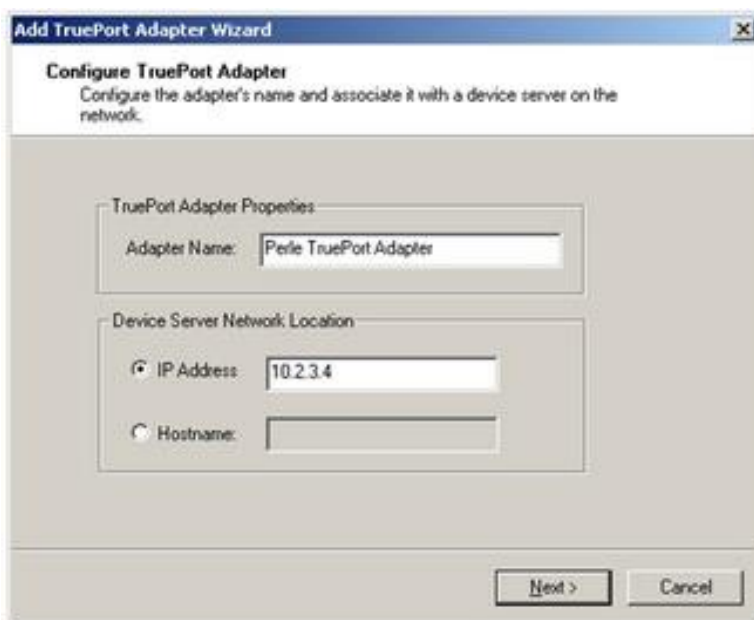 Add TruePort Adapter Wizard
Configure TruePort Adapter
Configure the adapter's name and associate it with a device server on the
network.
TruePort Adapter Properties
Adapter Name: Perle TruePort Adapter
Device Server Network Location
IP Address 10.2.3.4
Hostname:
Next > Cancel